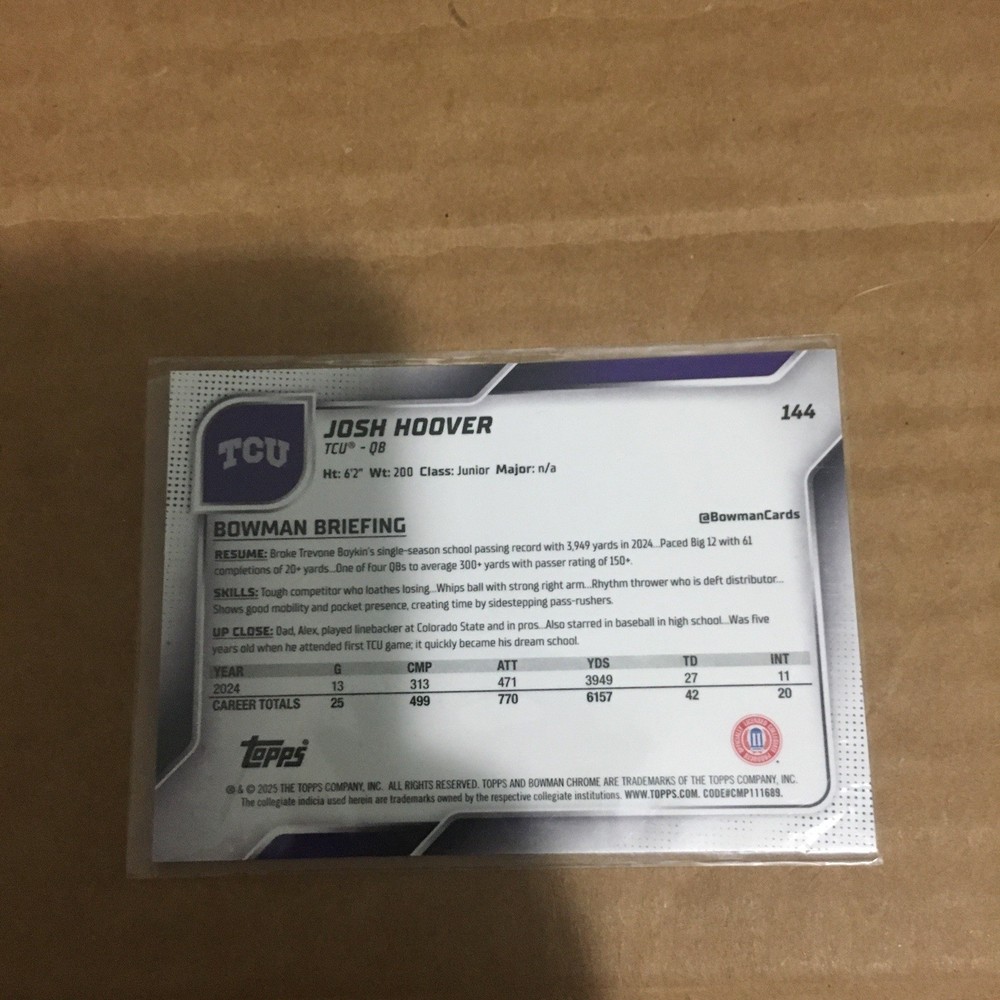 TCU
JOSH HOOVER
144
TCU® - QB
Ht: 6'2" Wt: 200 Class: Junior Major: n/a
BOWMAN BRIEFING
@BowmanCards
RESUME: Broke Trevone Boykin's single-season school passing record with 3,949 yards in 2024...Paced Big 12 with 61
completions of 20+ yards...One of four QBs to average 300+ yards with passer rating of 150+.
SKILLS: Tough competitor who loathes losing...Whips ball with strong right arm...Rhythm thrower who is deft distributor...
Shows good mobility and pocket presence, creating time by sidestepping pass-rushers.
UP CLOSE: Dad, Alex, played linebacker at Colorado State and in pros...Also starred in baseball in high school...Was five
years old when he attended first TCU game; it quickly became his dream school.
YEAR G CMP ATT YDS TD INT
2024 13 313 471 3949 27 11
CAREER TOTALS 25 499 770 6157 42 20
topps
® & © 2025 THE TOPPS COMPANY, INC. ALL RIGHTS RESERVED. TOPPS AND BOWMAN CHROME ARE TRADEMARKS OF THE TOPPS COMPANY, INC.
The collegiate indicia used herein are trademarks owned by the respective collegiate institutions. WWW.TOPPS.COM. CODE#CMP111689.